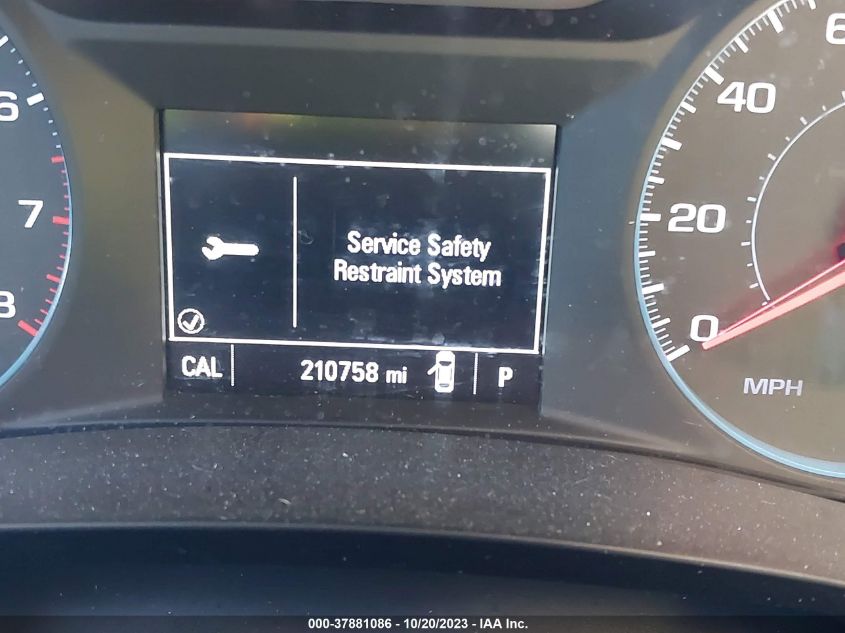 6
7
8
Service Safety
Restraint System
CAL
210758 mi
P
40
20
0
MPH
000-37881086 - 10/20/2023 - IAA Inc.